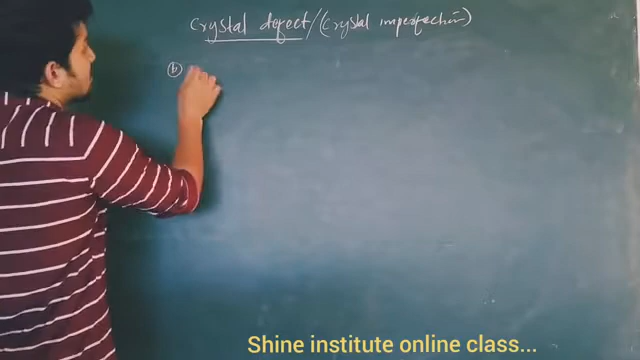 Crystal defect/(Crystal imperfection)
(b)
Shine institute online class...